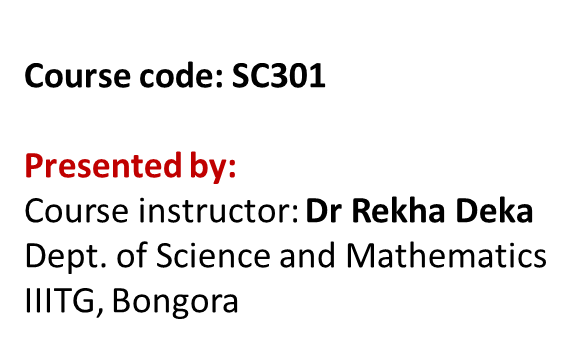 Course code: SC301
Presented by:
Course instructor: Dr Rekha Deka
Dept. of Science and Mathematics
IIITG, Bongora